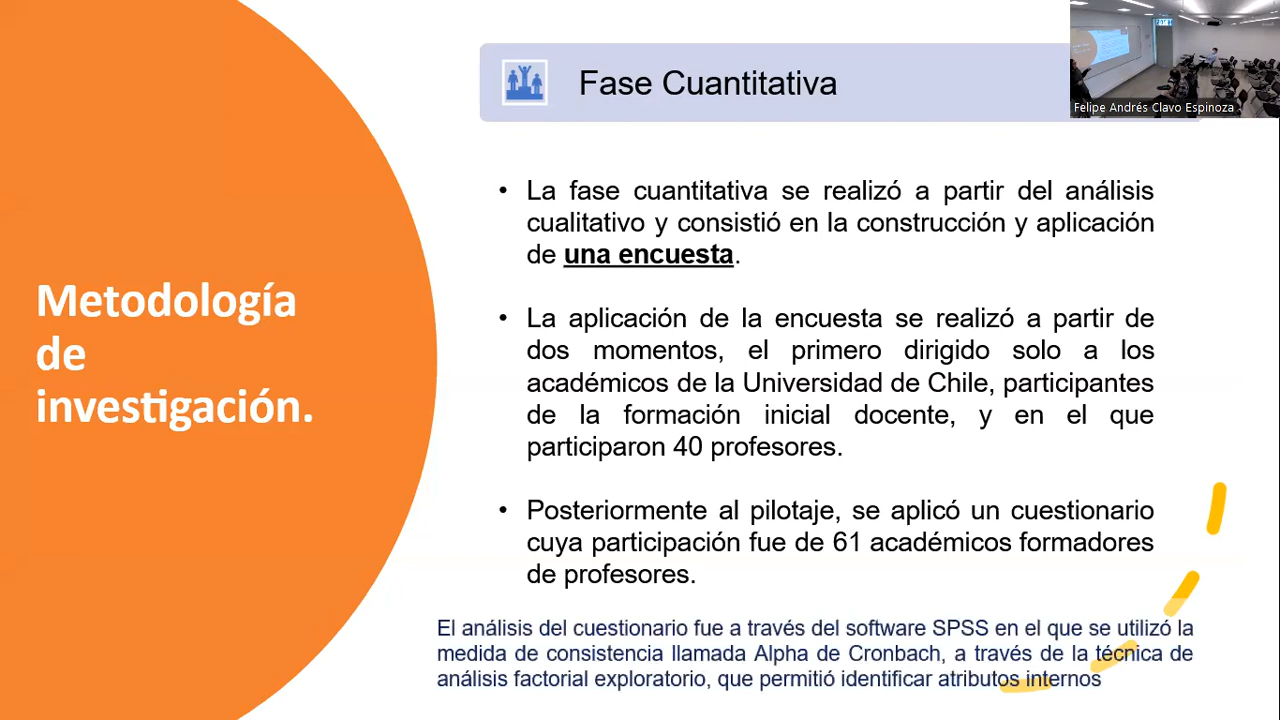 Fase Cuantitativa
Felipe Andrés Clavo Espinoza
Metodología
de
investigación.
• La fase cuantitativa se realizó a partir del análisis
cualitativo y consistió en la construcción y aplicación
de una encuesta.
• La aplicación de la encuesta se realizó a partir de
dos momentos, el primero dirigido solo a los
académicos de la Universidad de Chile, participantes
de la formación inicial docente, y en el que
participaron 40 profesores.
• Posteriormente al pilotaje, se aplicó un cuestionario
cuya participación fue de 61 académicos formadores
de profesores.
El análisis del cuestionario fue a través del software SPSS en el que se utilizó la
medida de consistencia llamada Alpha de Cronbach, a través de la técnica de
análisis factorial exploratorio, que permitió identificar atributos internos